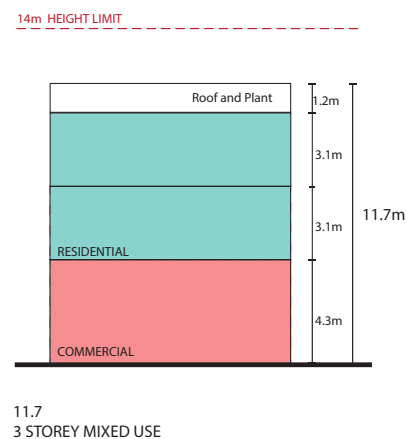 14m HEIGHT LIMIT
Roof and Plant
1.2m
3.1m
11.7m
3.1m
RESIDENTIAL
4.3m
COMMERCIAL
11.7
3 STOREY MIXED USE